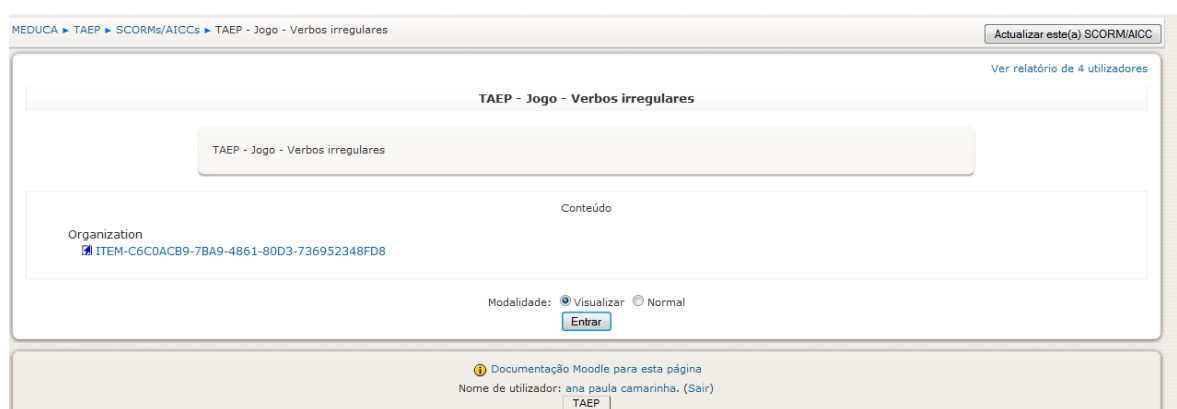 MEDUCA ► TAEP ► SCORMs/AICCs ► TAEP - Jogo - Verbos irregulares
Actualizar este(a) SCORM/AICC
Ver relatório de 4 utilizadores
TAEP - Jogo - Verbos irregulares
TAEP - Jogo - Verbos irregulares
Conteúdo
Organization
ITEM-C6C0ACB9-7BA9-4861-80D3-736952348FD8
Modalidade: Visualizar Normal
Entrar
Documentação Moodle para esta página
Nome de utilizador: ana paula camarinha. (Sair)
TAEP